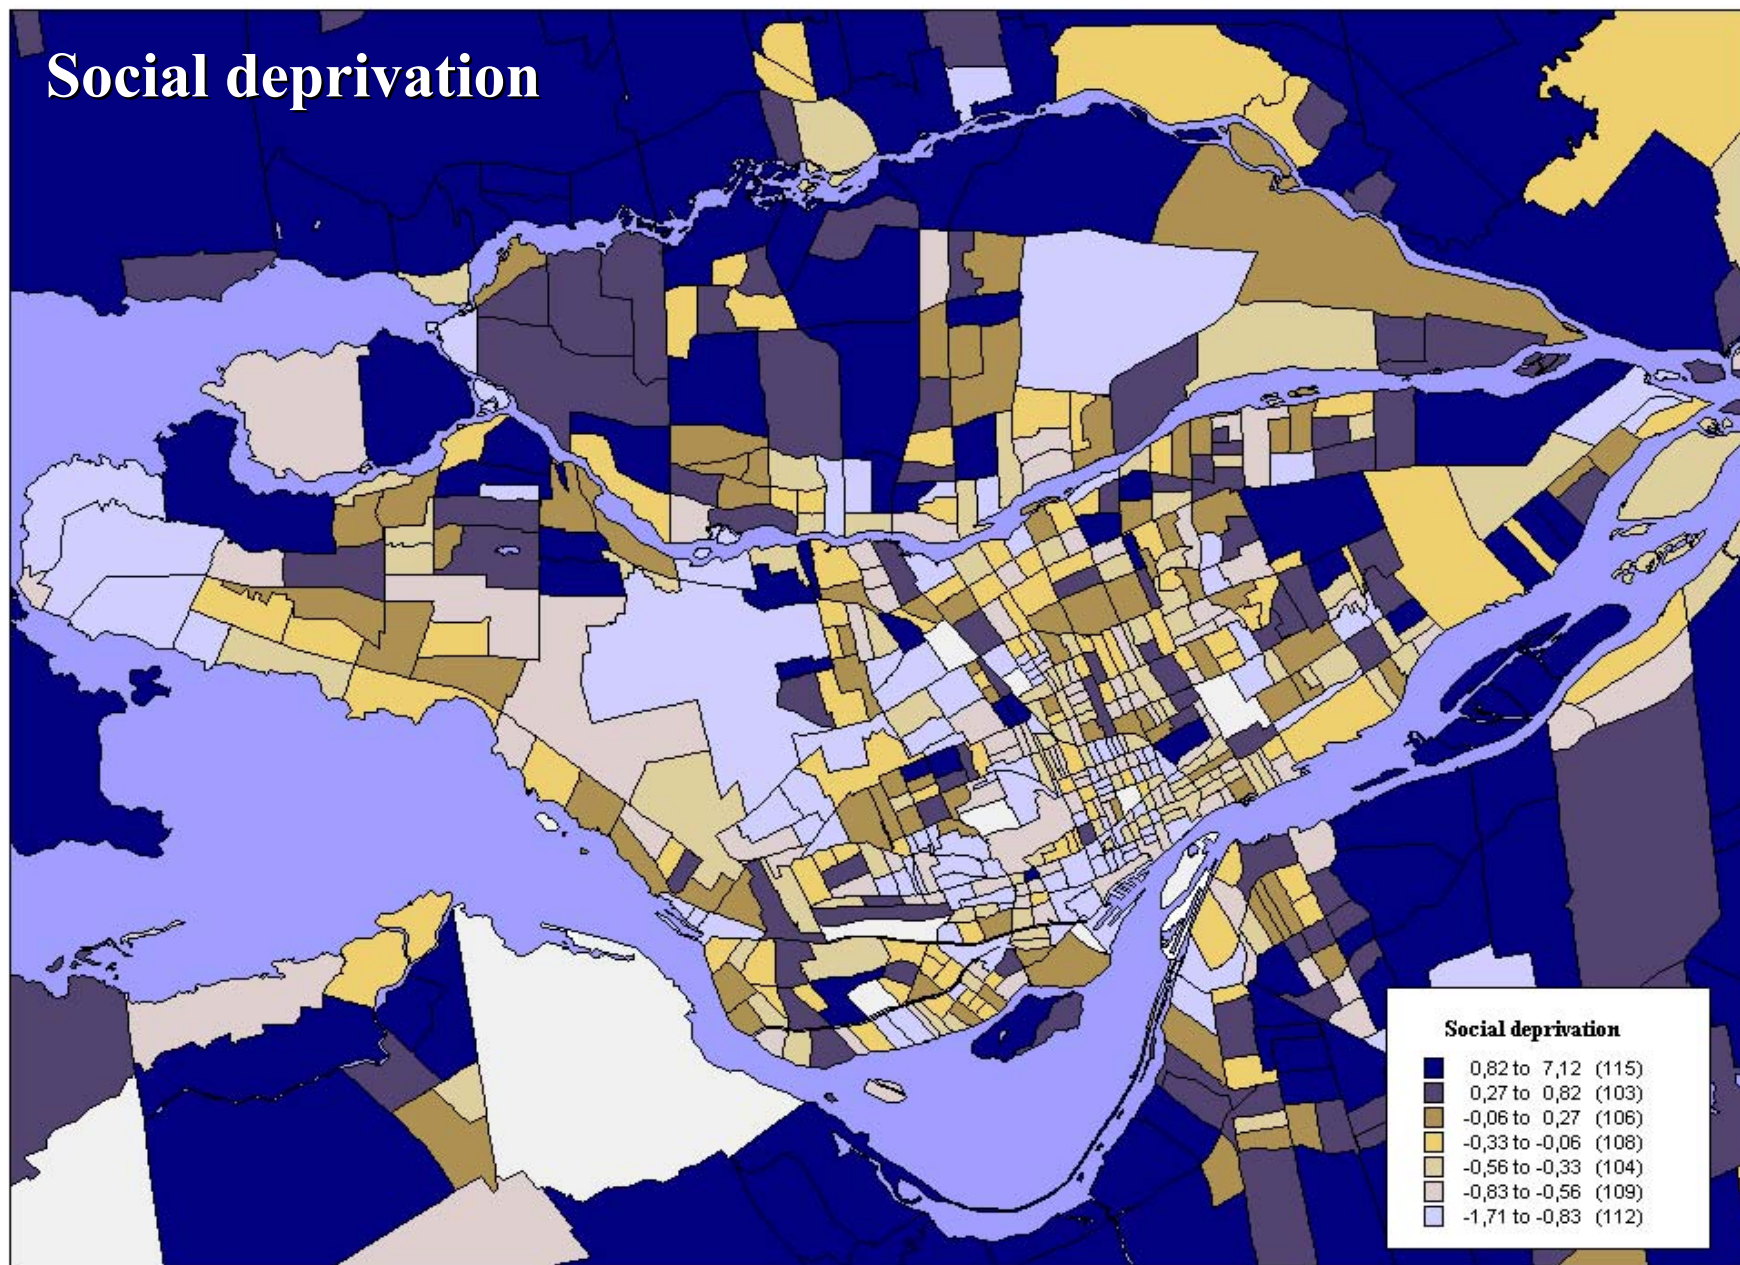 Social deprivation
Social deprivation
0,82 to 7,12 (115)
0,27 to 0,82 (103)
-0,06 to 0,27 (106)
-0,33 to -0,06 (108)
-0,56 to -0,33 (104)
-0,83 to -0,56 (109)
-1,71 to -0,83 (112)